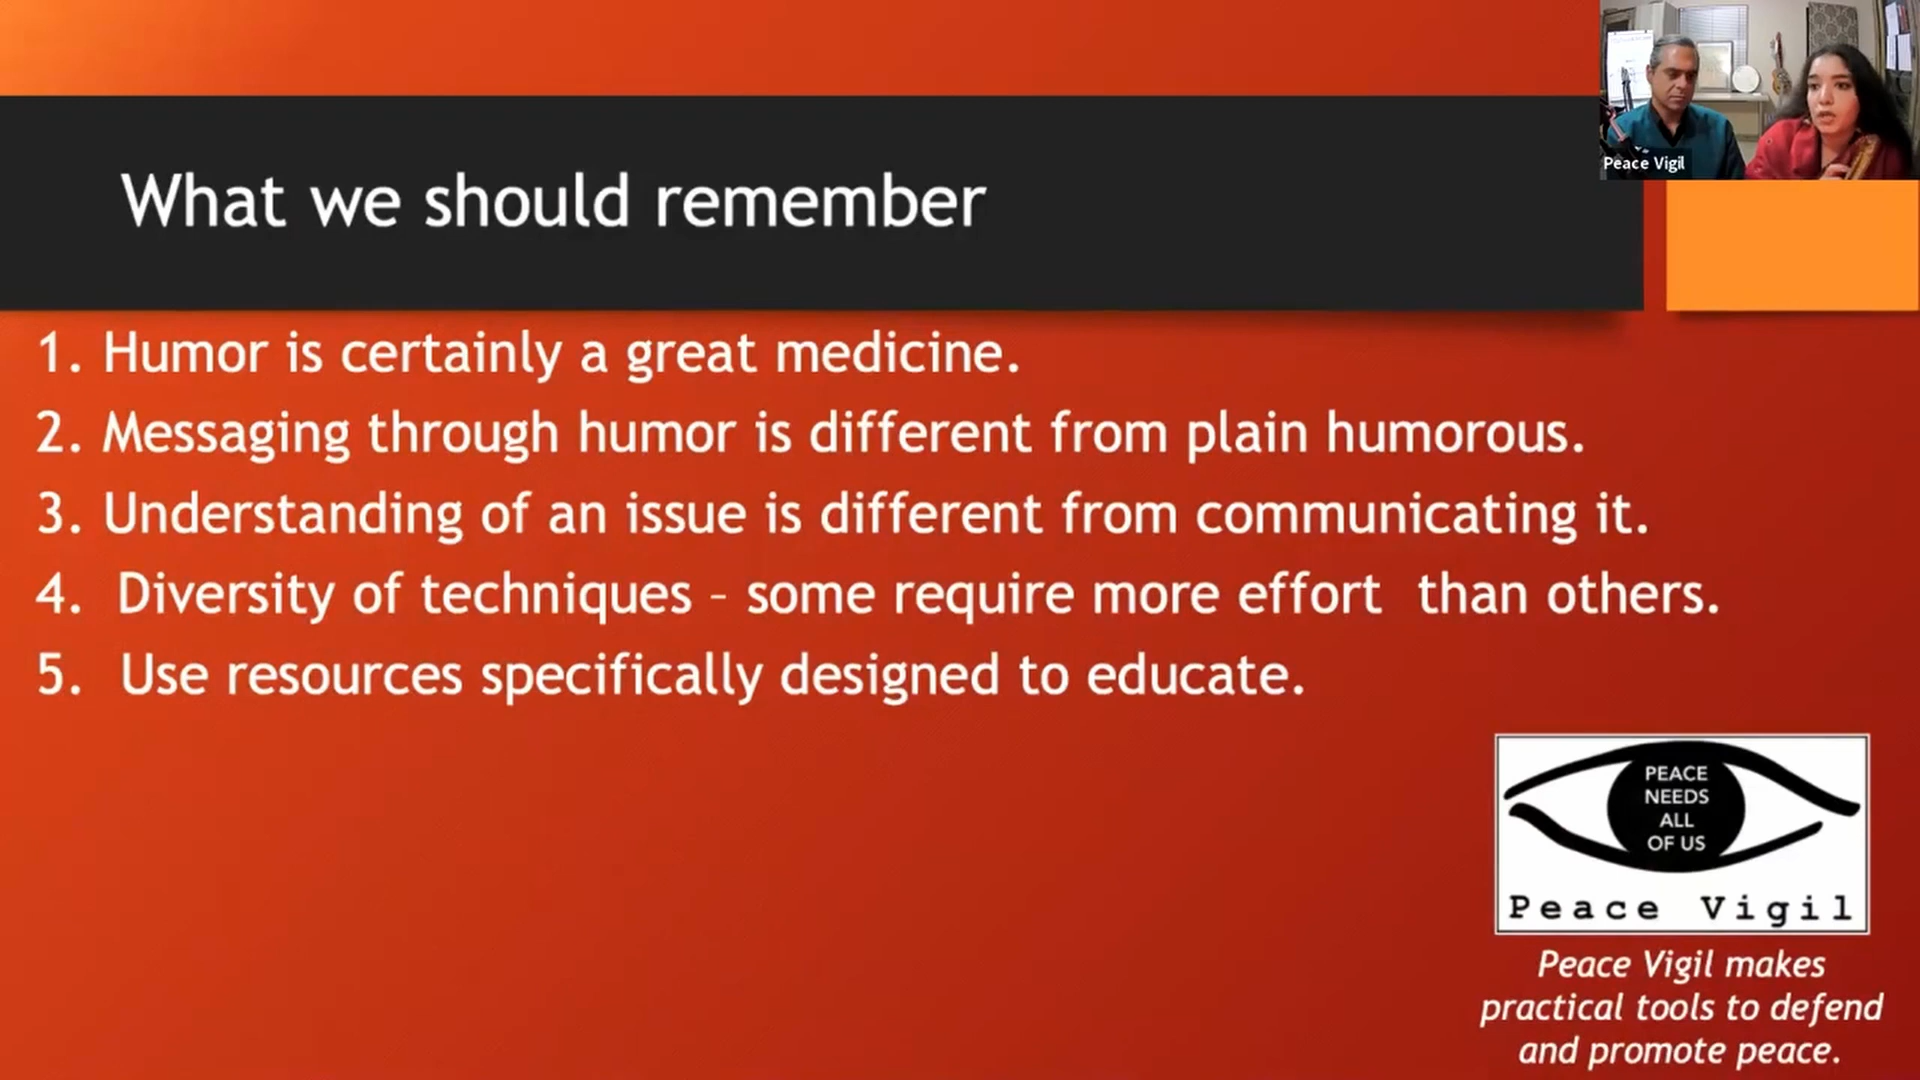 Peace Vigil
What we should remember
1. Humor is certainly a great medicine.
2. Messaging through humor is different from plain humorous.
3. Understanding of an issue is different from communicating it.
4. Diversity of techniques – some require more effort than others.
5. Use resources specifically designed to educate.
PEACE
NEEDS
ALL
OF US
Peace Vigil
Peace Vigil makes
practical tools to defend
and promote peace.